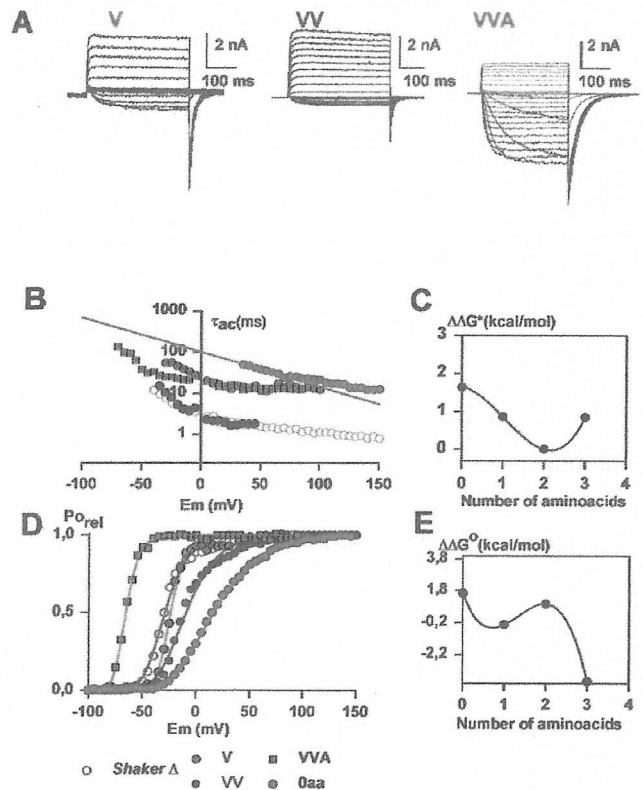 A
V
VV
VVA
2 nA
100 ms
2 nA
100 ms
2 nA
100 ms
B
τac(ms)
1000
100
10
1
-100 -50 0 50 100 150
Em (mV)
C
ΔΔG*(kcal/mol)
3
2
1
0
0 1 2 3 4
Number of aminoacids
D
Po rel
1,0
0,5
0,0
-100 -50 0 50 100 150
Em (mV)
E
ΔΔG⁰(kcal/mol)
3,8
1,8
-0,2
-2,2
0 1 2 3 4
Number of aminoacids
Shaker Δ
V
VVA
VV
0aa